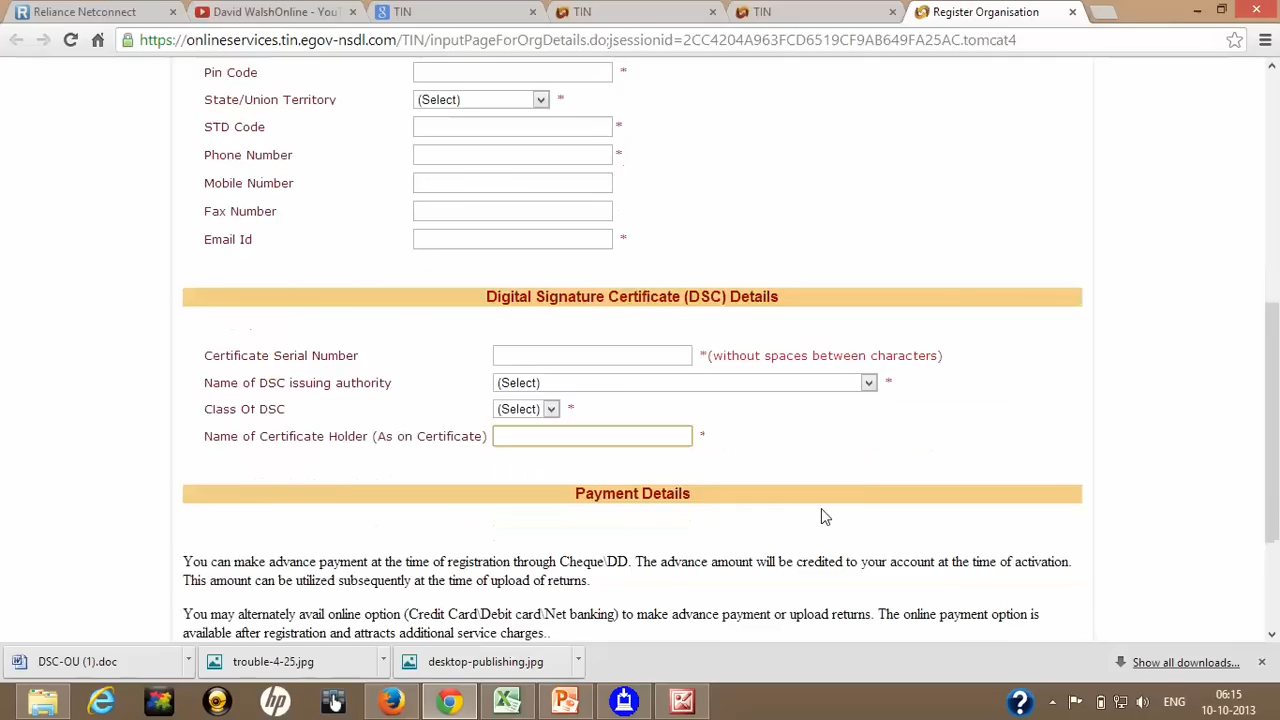 Reliance Netconnect
David WalshOnline - You
TIN
TIN
TIN
Register Organisation
https://onlineservices.tin.egov-nsdl.com/TIN/inputPageForOrgDetails.do;jsessionid=2CC4204A963FCD6519CF9AB649FA25AC.tomcat4
Pin Code *
State/Union Territory (Select) *
STD Code *
Phone Number *
Mobile Number
Fax Number
Email Id *
Digital Signature Certificate (DSC) Details
Certificate Serial Number *(without spaces between characters)
Name of DSC issuing authority (Select) *
Class Of DSC (Select) *
Name of Certificate Holder (As on Certificate) *
Payment Details
You can make advance payment at the time of registration through Cheque\DD. The advance amount will be credited to your account at the time of activation.
This amount can be utilized subsequently at the time of upload of returns.
You may alternately avail online option (Credit Card\Debit card\Net banking) to make advance payment or upload returns. The online payment option is
available after registration and attracts additional service charges..
DSC-OU (1).doc
trouble-4-25.jpg
desktop-publishing.jpg
Show all downloads...
ENG
06:15
10-10-2013